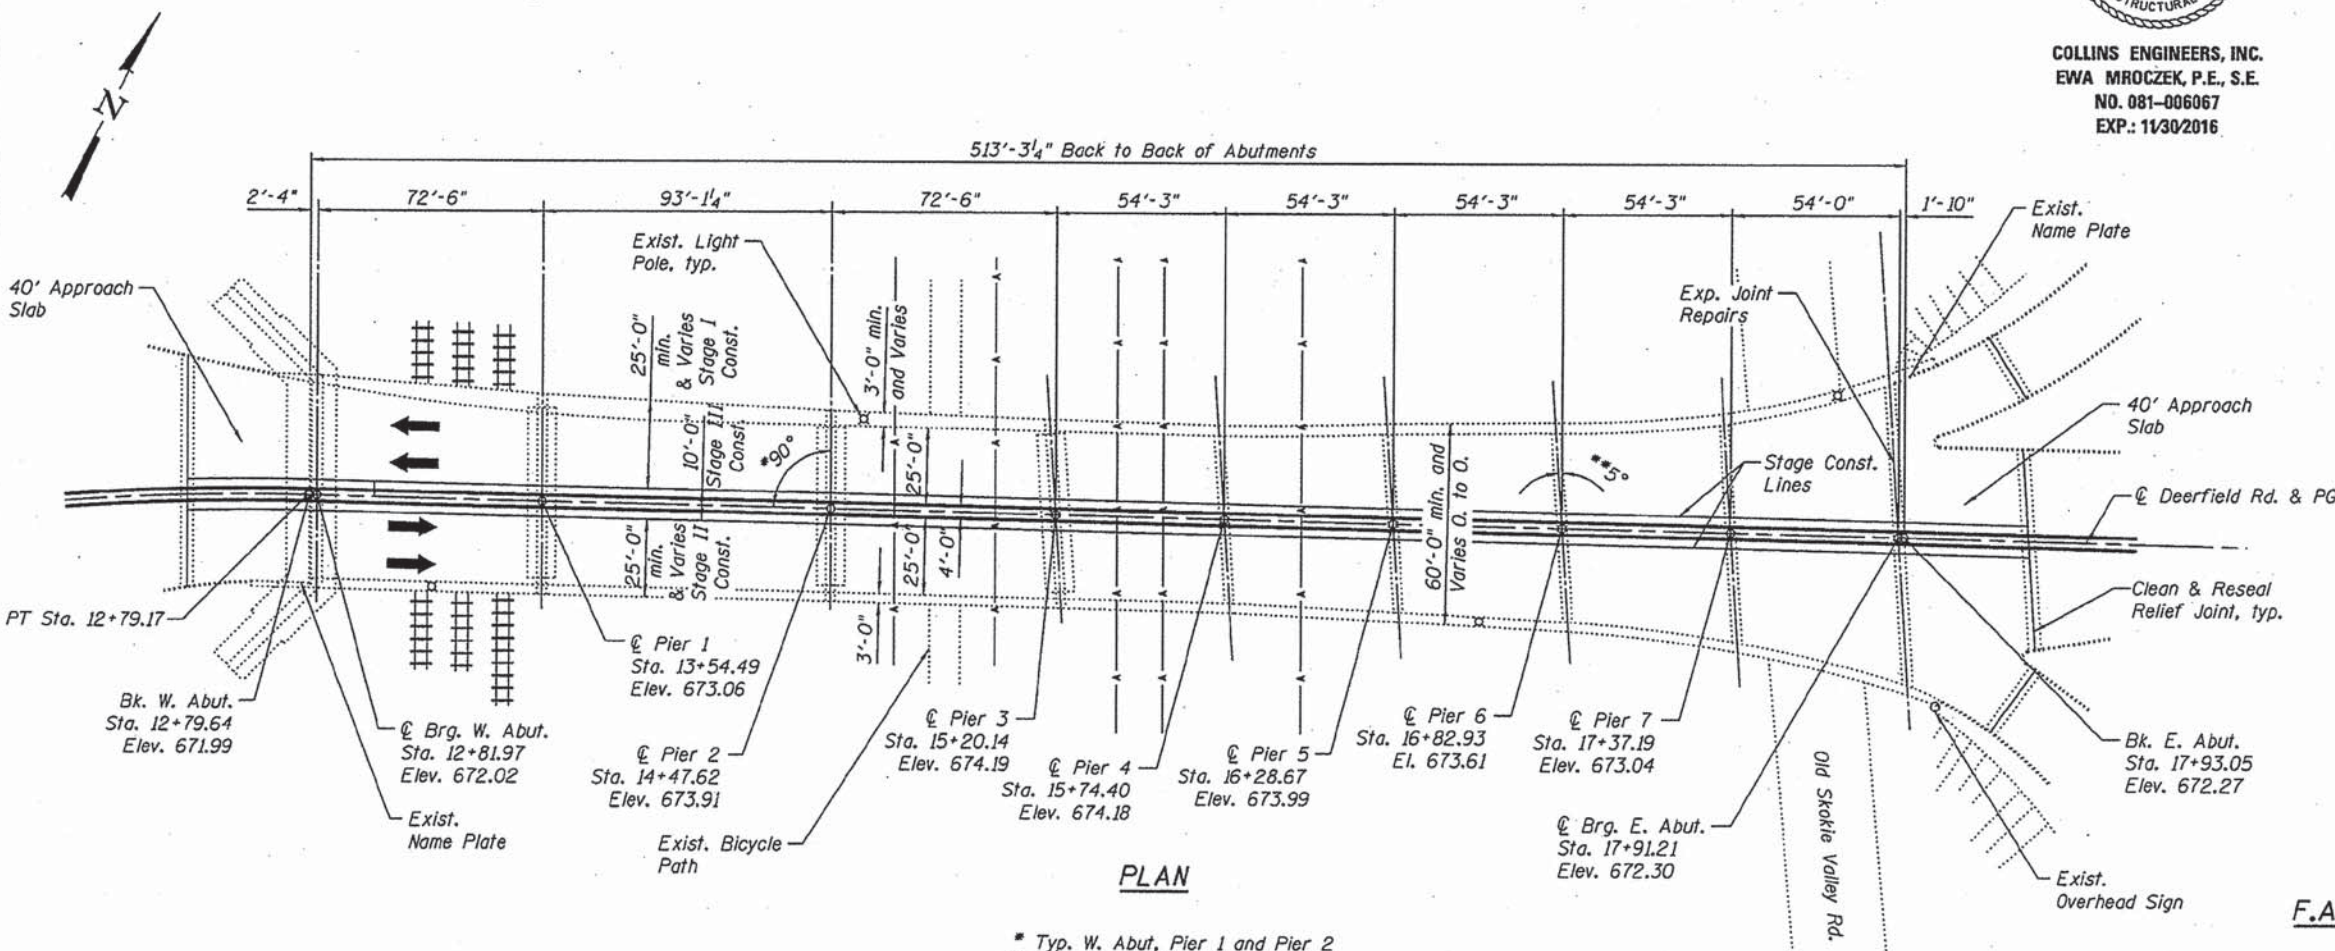 STRUCTURAL
COLLINS ENGINEERS, INC.
EWA MROCZEK, P.E., S.E.
NO. 081-006067
EXP.: 11/30/2016
N
513'-3¼" Back to Back of Abutments
2'-4"
72'-6"
93'-1¼"
72'-6"
54'-3"
54'-3"
54'-3"
54'-3"
54'-0"
1'-10"
Exist.
Name Plate
Exist. Light
Pole, typ.
40' Approach
Slab
25'-0"
min.
& Varies
Stage I
Const.
3'-0" min.
and Varies
Exp. Joint
Repairs
10'-0"
Stage III
Const.
*90°
25'-0"
**5°
40' Approach
Slab
Stage Const.
Lines
℄ Deerfield Rd. & PG
60'-0" min. and
Varies O. to O.
25'-0"
min.
& Varies
Stage II
Const.
25'-0"
4'-0"
3'-0"
Clean & Reseal
Relief Joint, typ.
PT Sta. 12+79.17
℄ Pier 1
Sta. 13+54.49
Elev. 673.06
Bk. W. Abut.
Sta. 12+79.64
Elev. 671.99
℄ Brg. W. Abut.
Sta. 12+81.97
Elev. 672.02
℄ Pier 2
Sta. 14+47.62
Elev. 673.91
℄ Pier 3
Sta. 15+20.14
Elev. 674.19
℄ Pier 4
Sta. 15+74.40
Elev. 674.18
℄ Pier 5
Sta. 16+28.67
Elev. 673.99
℄ Pier 6
Sta. 16+82.93
El. 673.61
℄ Pier 7
Sta. 17+37.19
Elev. 673.04
Bk. E. Abut.
Sta. 17+93.05
Elev. 672.27
Exist.
Name Plate
Exist. Bicycle
Path
℄ Brg. E. Abut.
Sta. 17+91.21
Elev. 672.30
Old Skokie Valley Rd.
Exist.
Overhead Sign
PLAN
F.A
* Typ. W. Abut, Pier 1 and Pier 2